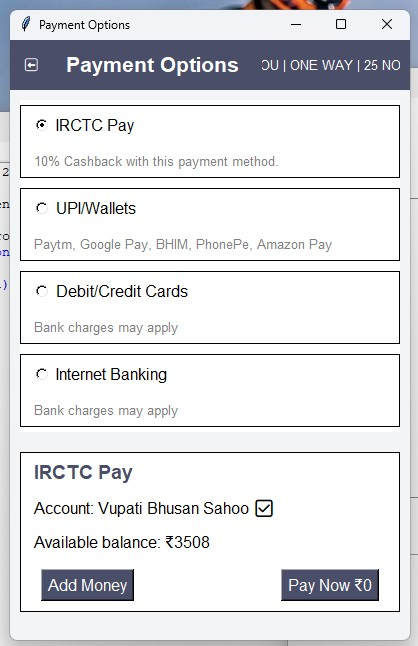 Payment Options
Payment Options
OU | ONE WAY | 25 NO
IRCTC Pay
10% Cashback with this payment method.
UPI/Wallets
Paytm, Google Pay, BHIM, PhonePe, Amazon Pay
Debit/Credit Cards
Bank charges may apply
Internet Banking
Bank charges may apply
IRCTC Pay
Account: Vupati Bhusan Sahoo
Available balance: ₹3508
Add Money
Pay Now ₹0